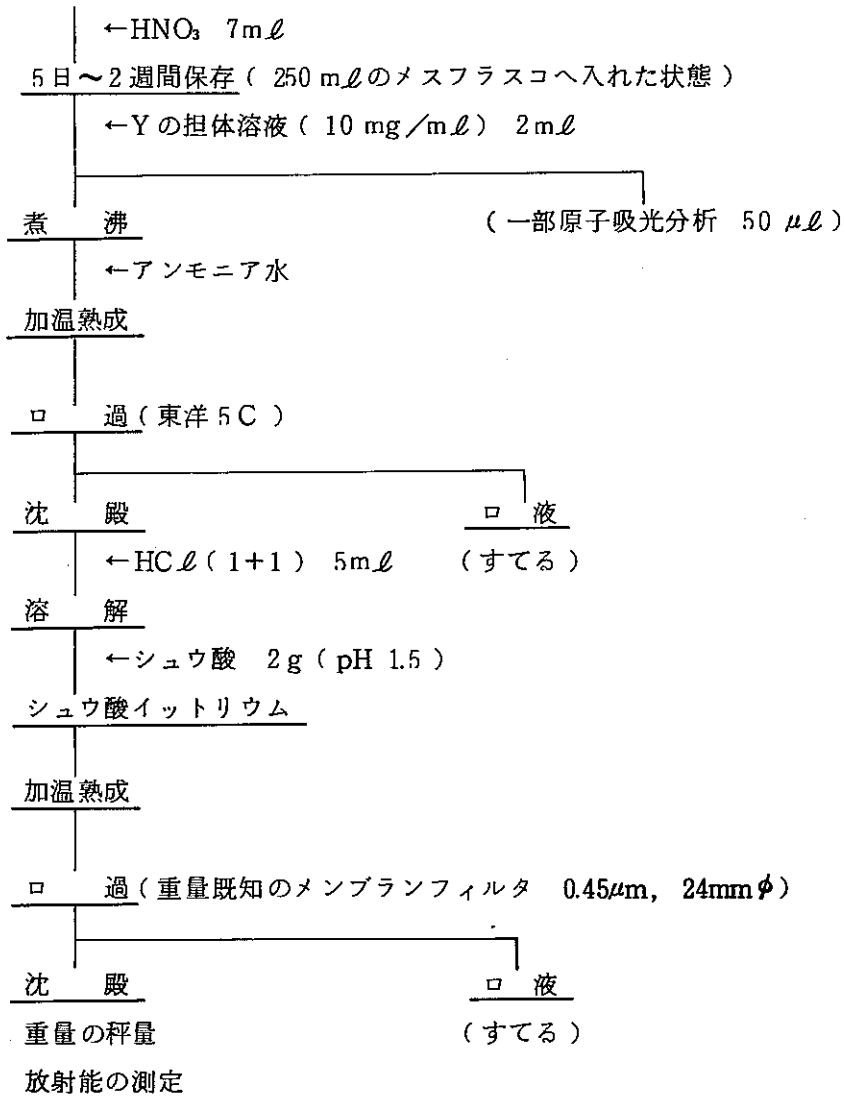 ←HNO₃ 7mℓ
5日~2週間保存( 250 mℓのメスフラスコへ入れた状態 )
←Yの担体溶液( 10 mg/mℓ) 2mℓ
煮 沸 (一部原子吸光分析 50 μℓ)
←アンモニア水
加温熟成
ロ 過(東洋5C )
沈 殿 ロ 液
←HCℓ( 1+1 ) 5mℓ (すてる)
溶 解
←シュウ酸 2g( pH 1.5 )
シュウ酸イットリウム
加温熟成
ロ 過(重量既知のメンブランフィルタ 0.45μm, 24mmφ)
沈 殿 ロ 液
重量の秤量 (すてる)
放射能の測定